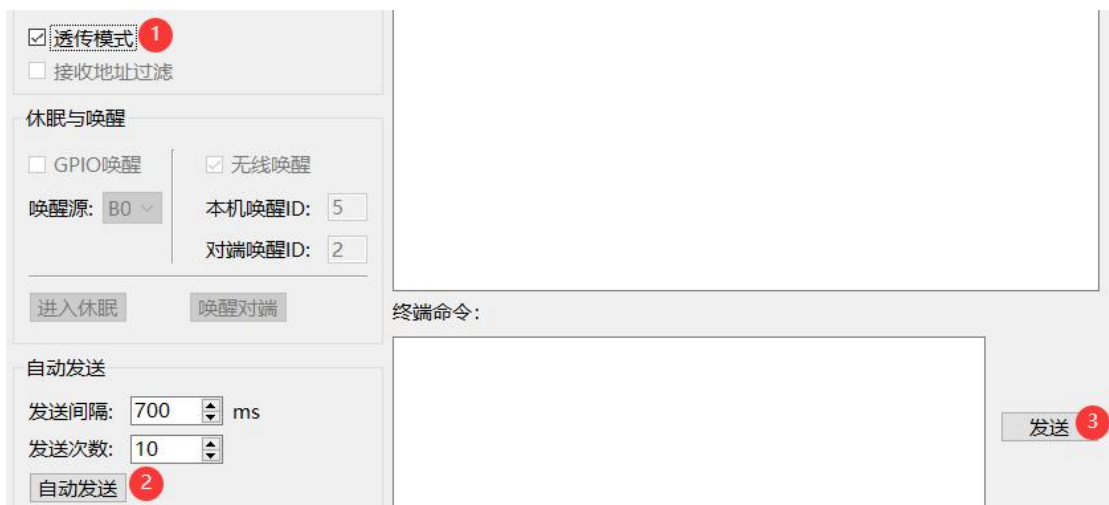 透传模式 1
接收地址过滤
休眠与唤醒
GPIO唤醒
无线唤醒
唤醒源: B0
本机唤醒ID: 5
对端唤醒ID: 2
进入休眠
唤醒对端
终端命令:
自动发送
发送间隔: 700 ms
发送次数: 10
自动发送 2
发送 3